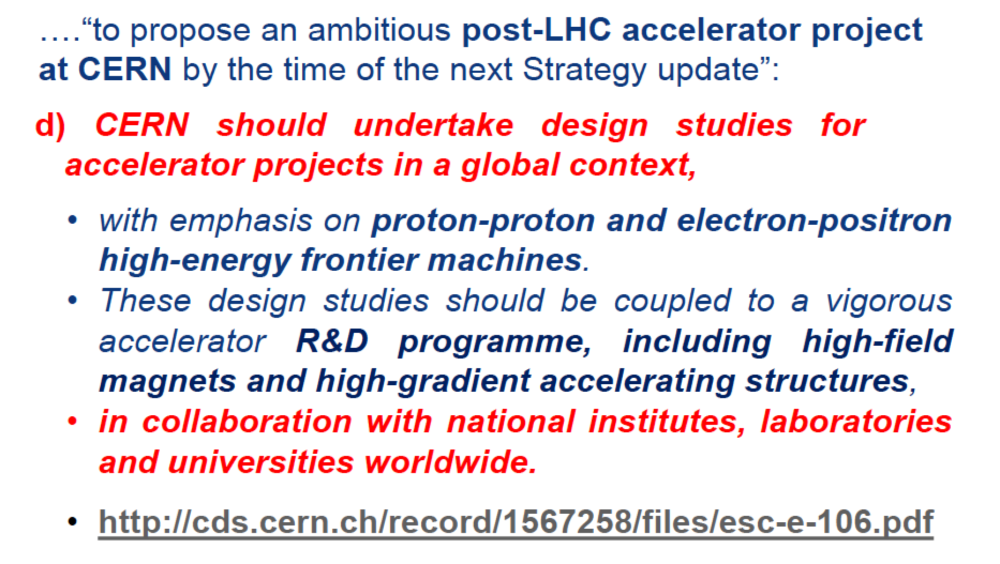 ....“to propose an ambitious post-LHC accelerator project
at CERN by the time of the next Strategy update”:
d) CERN should undertake design studies for
accelerator projects in a global context,
• with emphasis on proton-proton and electron-positron
high-energy frontier machines.
• These design studies should be coupled to a vigorous
accelerator R&D programme, including high-field
magnets and high-gradient accelerating structures,
• in collaboration with national institutes, laboratories
and universities worldwide.
• http://cds.cern.ch/record/1567258/files/esc-e-106.pdf